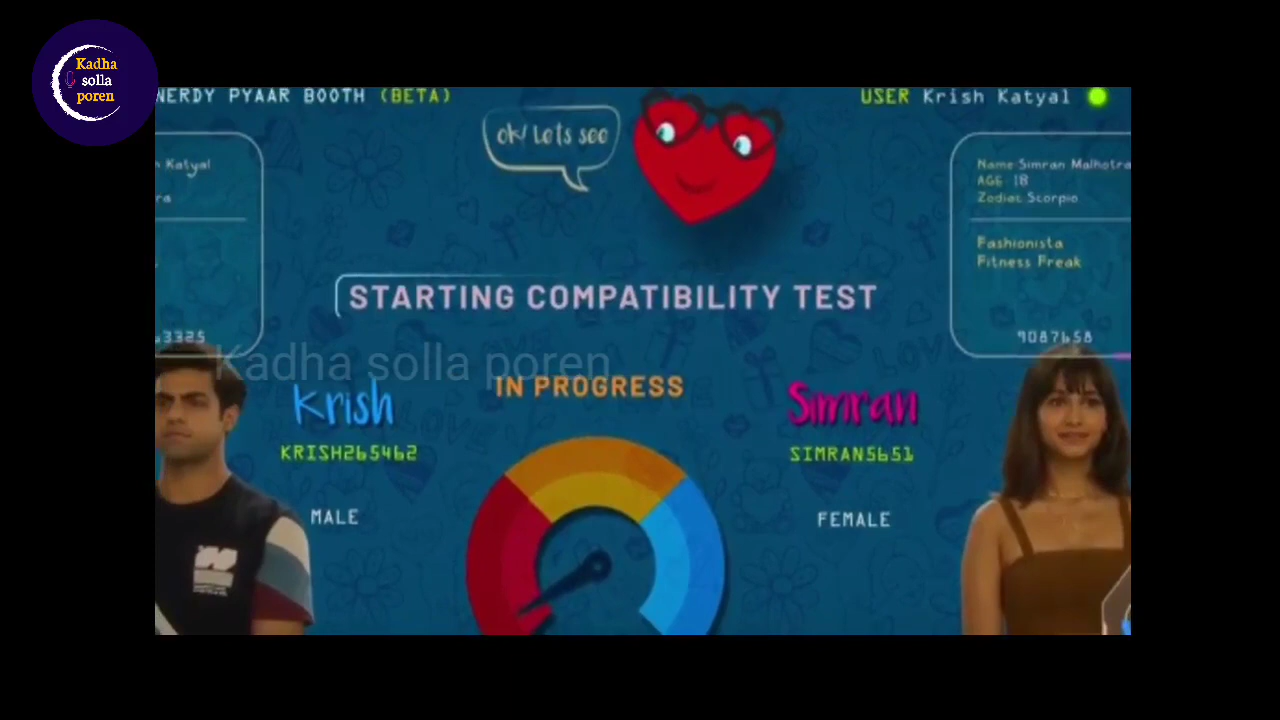 Kadha
solla
poren
NERDY PYAAR BOOTH (BETA)
USER Krish Katyal
ok! Lets see
Katyal
Name Simran Malhotra
AGE 18
Zodiac Scorpio
Fashionista
Fitness Freak
STARTING COMPATIBILITY TEST
3325
9087658
Kadha solla poren
IN PROGRESS
Krish
Simran
KRISH265462
SIMRAN5651
MALE
FEMALE